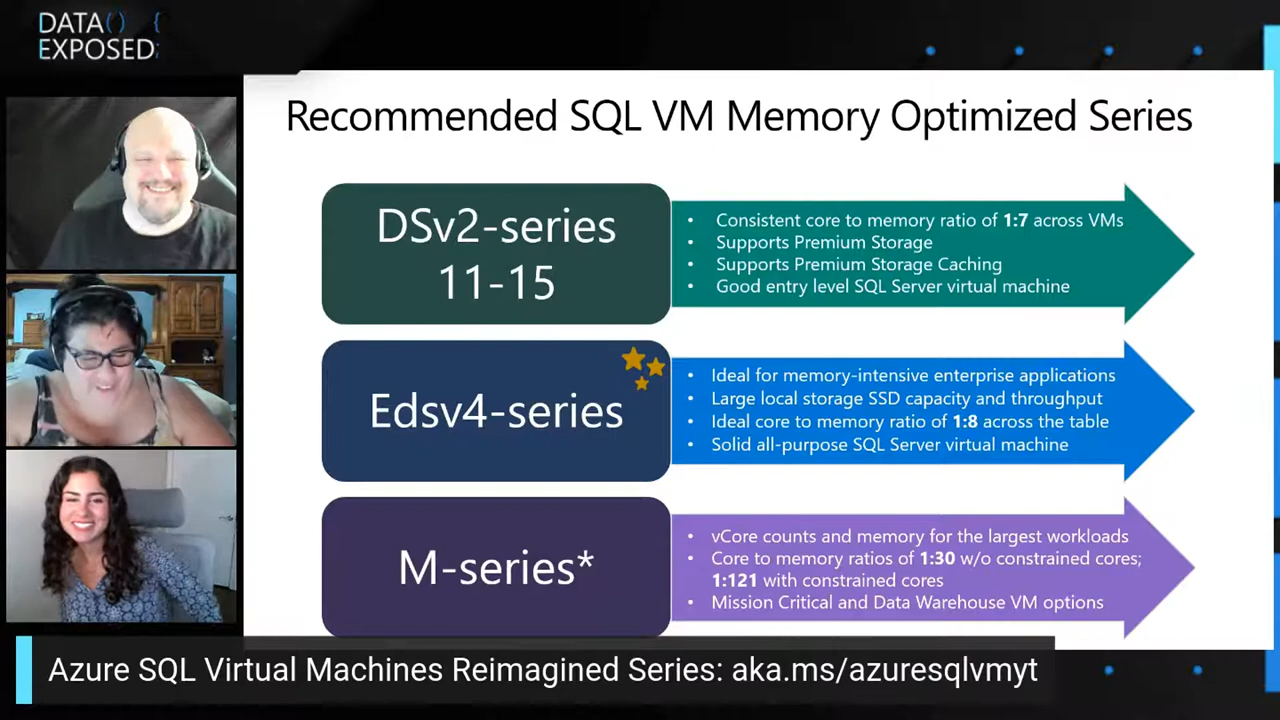 DATA() {
EXPOSED;
Recommended SQL VM Memory Optimized Series
DSv2-series
11-15
• Consistent core to memory ratio of 1:7 across VMs
• Supports Premium Storage
• Supports Premium Storage Caching
• Good entry level SQL Server virtual machine
Edsv4-series
• Ideal for memory-intensive enterprise applications
• Large local storage SSD capacity and throughput
• Ideal core to memory ratio of 1:8 across the table
• Solid all-purpose SQL Server virtual machine
M-series*
• vCore counts and memory for the largest workloads
• Core to memory ratios of 1:30 w/o constrained cores;
1:121 with constrained cores
• Mission Critical and Data Warehouse VM options
Azure SQL Virtual Machines Reimagined Series: aka.ms/azuresqlvmyt